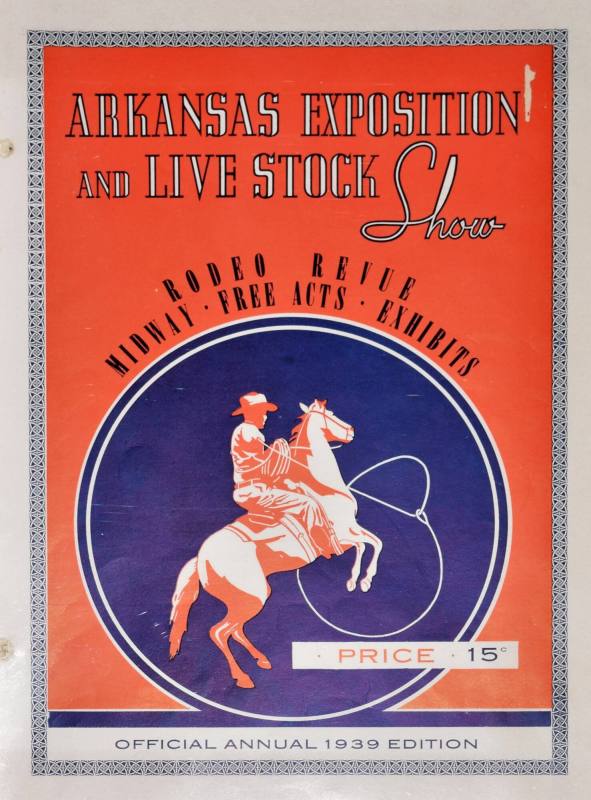 ARKANSAS EXPOSITION
AND LIVE STOCK Show
RODEO REVUE
MIDWAY · FREE ACTS · EXHIBITS
· PRICE · 15c
OFFICIAL ANNUAL 1939 EDITION